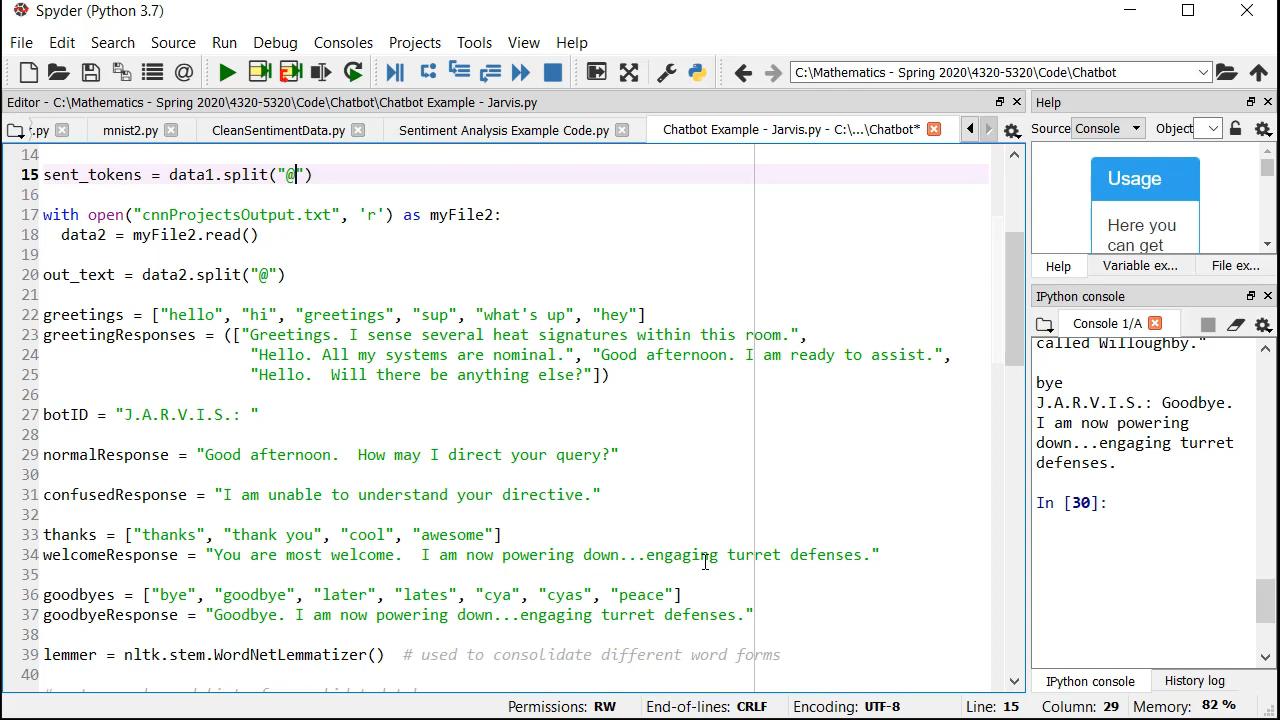 Spyder (Python 3.7)
File Edit Search Source Run Debug Consoles Projects Tools View Help
C:\Mathematics - Spring 2020\4320-5320\Code\Chatbot
Editor - C:\Mathematics - Spring 2020\4320-5320\Code\Chatbot\Chatbot Example - Jarvis.py
r.py mnist2.py CleanSentimentData.py Sentiment Analysis Example Code.py Chatbot Example - Jarvis.py - C:\...\Chatbot*
14
15 sent_tokens = data1.split("@")
16
17 with open("cnnProjectsOutput.txt", 'r') as myFile2:
18   data2 = myFile2.read()
19
20 out_text = data2.split("@")
21
22 greetings = ["hello", "hi", "greetings", "sup", "what's up", "hey"]
23 greetingResponses = (["Greetings. I sense several heat signatures within this room.",
24                        "Hello. All my systems are nominal.", "Good afternoon. I am ready to assist.",
25                        "Hello.  Will there be anything else?"])
26
27 botID = "J.A.R.V.I.S.: "
28
29 normalResponse = "Good afternoon.  How may I direct your query?"
30
31 confusedResponse = "I am unable to understand your directive."
32
33 thanks = ["thanks", "thank you", "cool", "awesome"]
34 welcomeResponse = "You are most welcome.  I am now powering down...engaging turret defenses."
35
36 goodbyes = ["bye", "goodbye", "later", "lates", "cya", "cyas", "peace"]
37 goodbyeResponse = "Goodbye. I am now powering down...engaging turret defenses."
38
39 lemmer = nltk.stem.WordNetLemmatizer()  # used to consolidate different word forms
40
Help
Source Console Object
Usage
Here you
can get
Help Variable ex... File ex...
IPython console
Console 1/A
called Willoughby."
bye
J.A.R.V.I.S.: Goodbye.
I am now powering
down...engaging turret
defenses.
In [30]:
IPython console History log
Permissions: RW End-of-lines: CRLF Encoding: UTF-8 Line: 15 Column: 29 Memory: 82 %